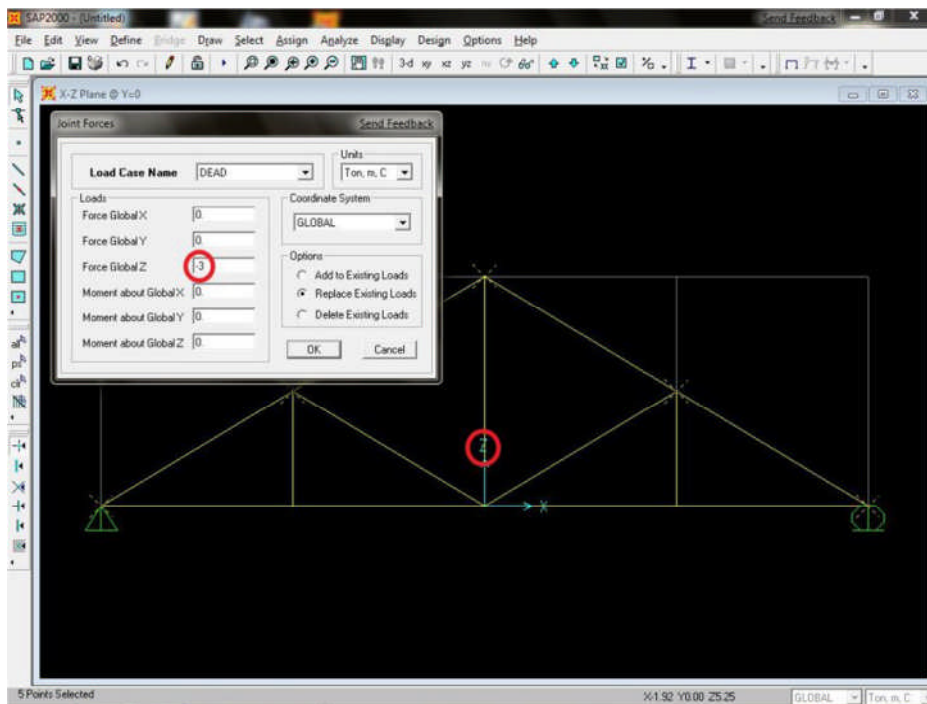 SAP2000 - (Untitled)
Send Feedback
File Edit View Define Bridge Draw Select Assign Analyze Display Design Options Help
3-d xy xz yz
X-Z Plane @ Y=0
Joint Forces
Send Feedback
Load Case Name DEAD
Units
Ton, m, C
Loads
Force Global X 0.
Force Global Y 0.
Force Global Z -3
Moment about Global X 0.
Moment about Global Y 0.
Moment about Global Z 0.
Coordinate System
GLOBAL
Options
Add to Existing Loads
Replace Existing Loads
Delete Existing Loads
OK Cancel
Z
X
all
ps
clr
5 Points Selected
X-1.92 Y0.00 Z5.25
GLOBAL
Ton, m, C